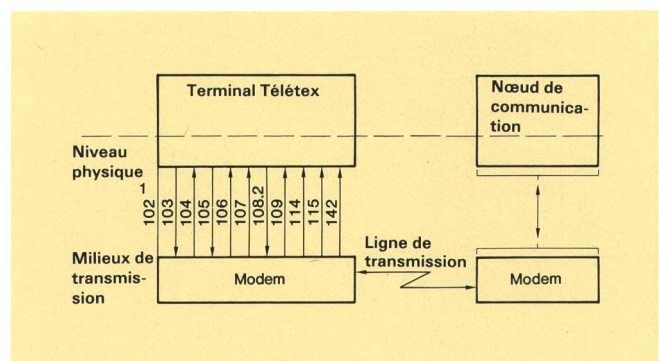 Terminal Télétex
Nœud de
communica-
tion
Niveau
physique
1
102
103
104
105
106
107
108.2
109
114
115
142
Milieux de
transmis-
sion
Modem
Ligne de
transmission
Modem